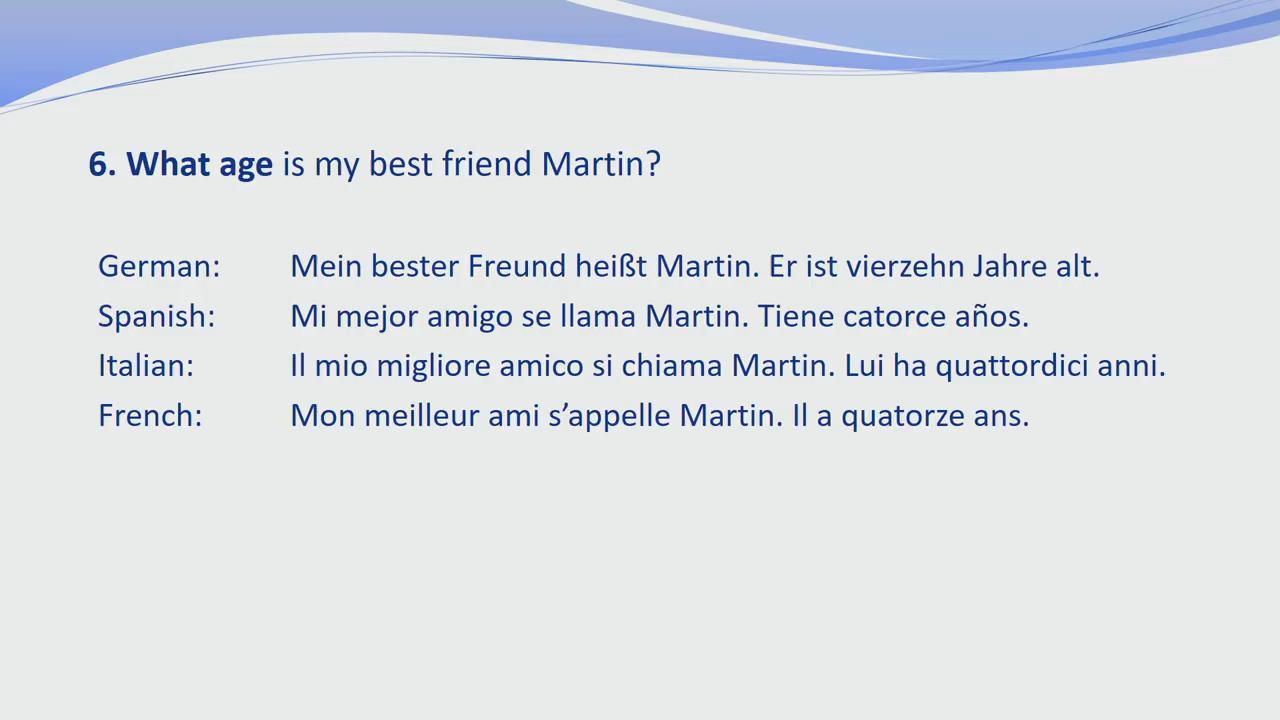 6. What age is my best friend Martin?
German: Mein bester Freund heißt Martin. Er ist vierzehn Jahre alt.
Spanish: Mi mejor amigo se llama Martin. Tiene catorce años.
Italian: Il mio migliore amico si chiama Martin. Lui ha quattordici anni.
French: Mon meilleur ami s’appelle Martin. Il a quatorze ans.